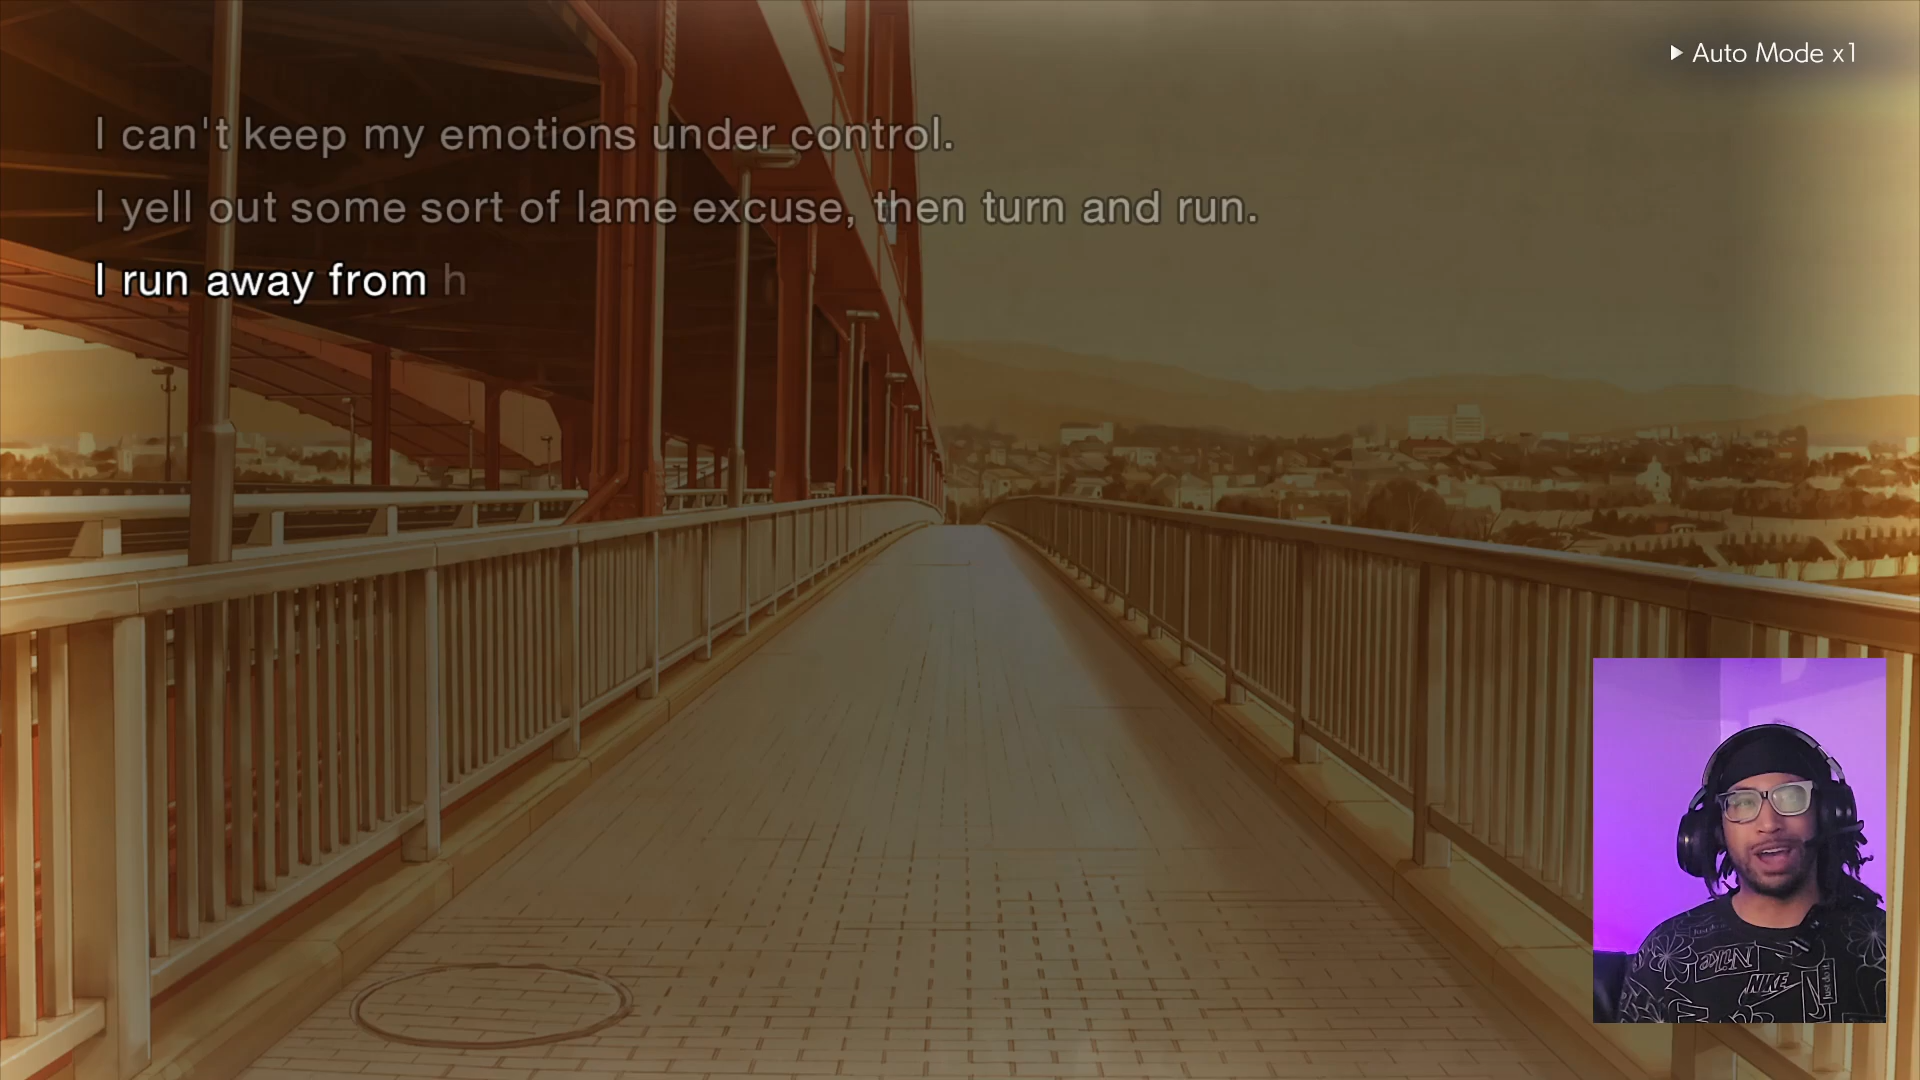 ▶ Auto Mode x1
I can't keep my emotions under control.
I yell out some sort of lame excuse, then turn and run.
I run away from h
NIKE